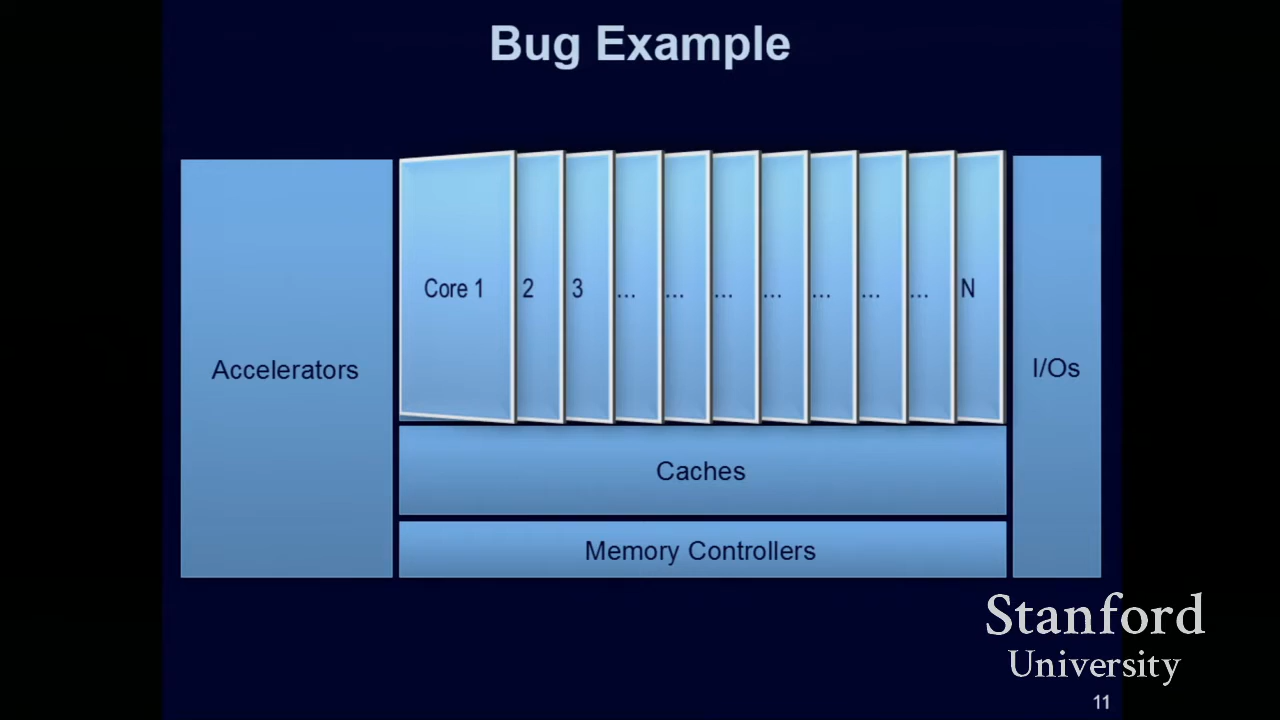 Bug Example
Accelerators
Core 1
2
3
...
...
...
...
...
...
...
N
I/Os
Caches
Memory Controllers
Stanford
University
11